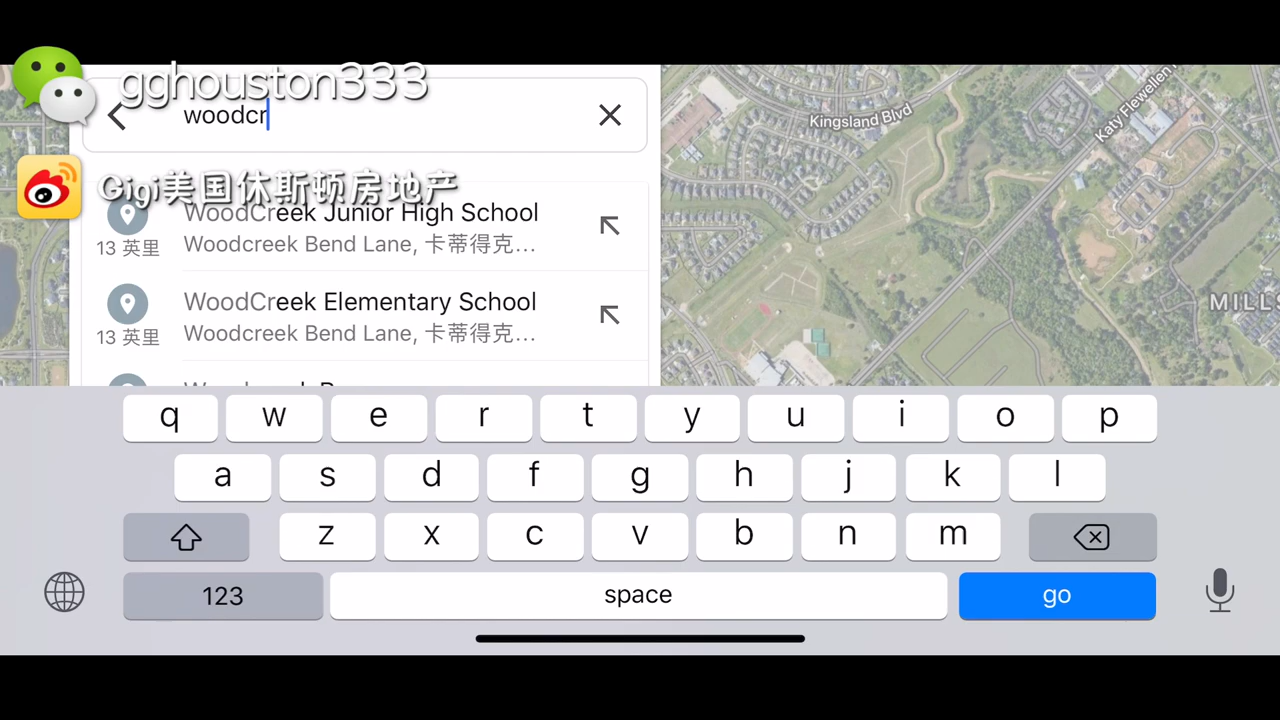 gghouston333
woodcr
Gigi美国休斯顿房地产
WoodCreek Junior High School
13 英里
Woodcreek Bend Lane, 卡蒂得克...
WoodCreek Elementary School
13 英里
Woodcreek Bend Lane, 卡蒂得克...
Kingsland Blvd
Katy Flewellen
MILLS
q w e r t y u i o p
a s d f g h j k l
z x c v b n m
123 space go